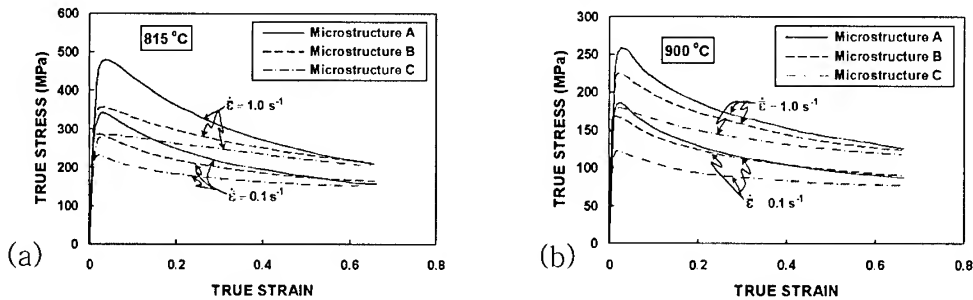 815 °C
Microstructure A
Microstructure B
Microstructure C
ε̇ = 1.0 s⁻¹
ε̇ = 0.1 s⁻¹
TRUE STRESS (MPa)
600
500
400
300
200
100
0
0
0.2
0.4
0.6
0.8
TRUE STRAIN
(a)
900 °C
Microstructure A
Microstructure B
Microstructure C
ε̇ = 1.0 s⁻¹
ε̇ 0.1 s⁻¹
TRUE STRESS (MPa)
300
250
200
150
100
50
0
0
0.2
0.4
0.6
0.8
TRUE STRAIN
(b)